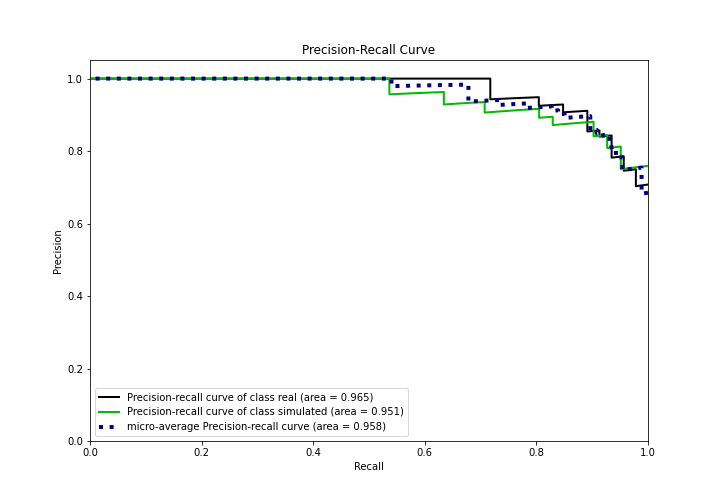 Precision-Recall Curve
Precision
1.0
0.8
0.6
0.4
0.2
0.0
Precision-recall curve of class real (area = 0.965)
Precision-recall curve of class simulated (area = 0.951)
micro-average Precision-recall curve (area = 0.958)
0.0 0.2 0.4 0.6 0.8 1.0
Recall